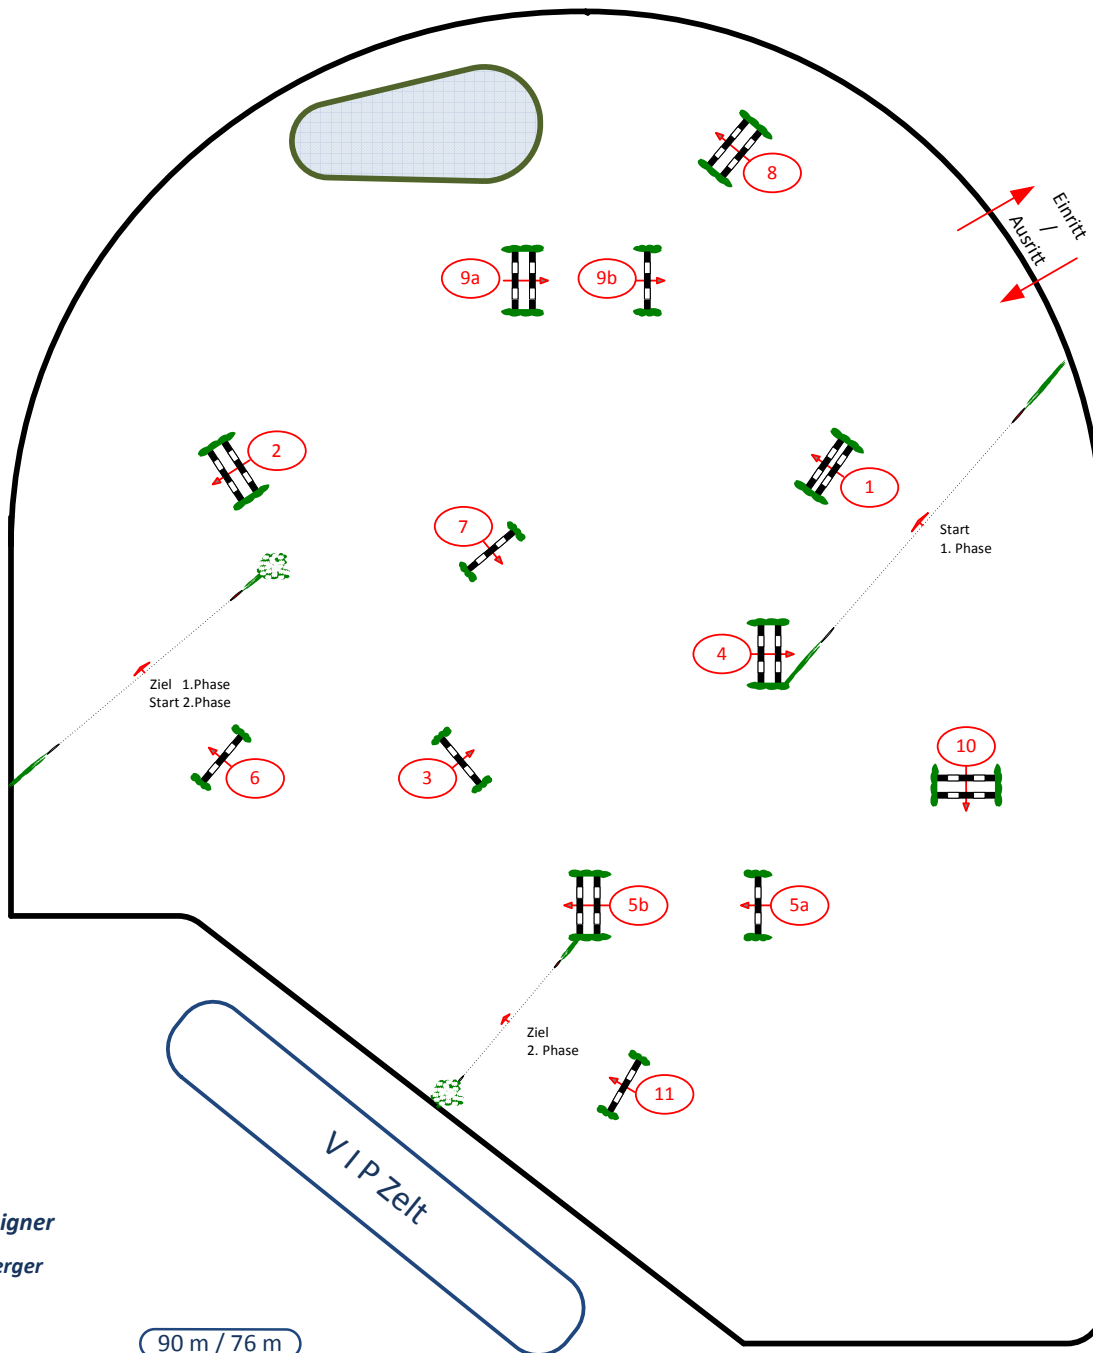 8
Einritt
/
Ausritt
9a
9b
2
1
7
Start
1. Phase
4
Ziel 1.Phase
Start 2.Phase
10
6
3
5b
5a
Ziel
2. Phase
11
V I P Zelt
igner
erger
90 m / 76 m